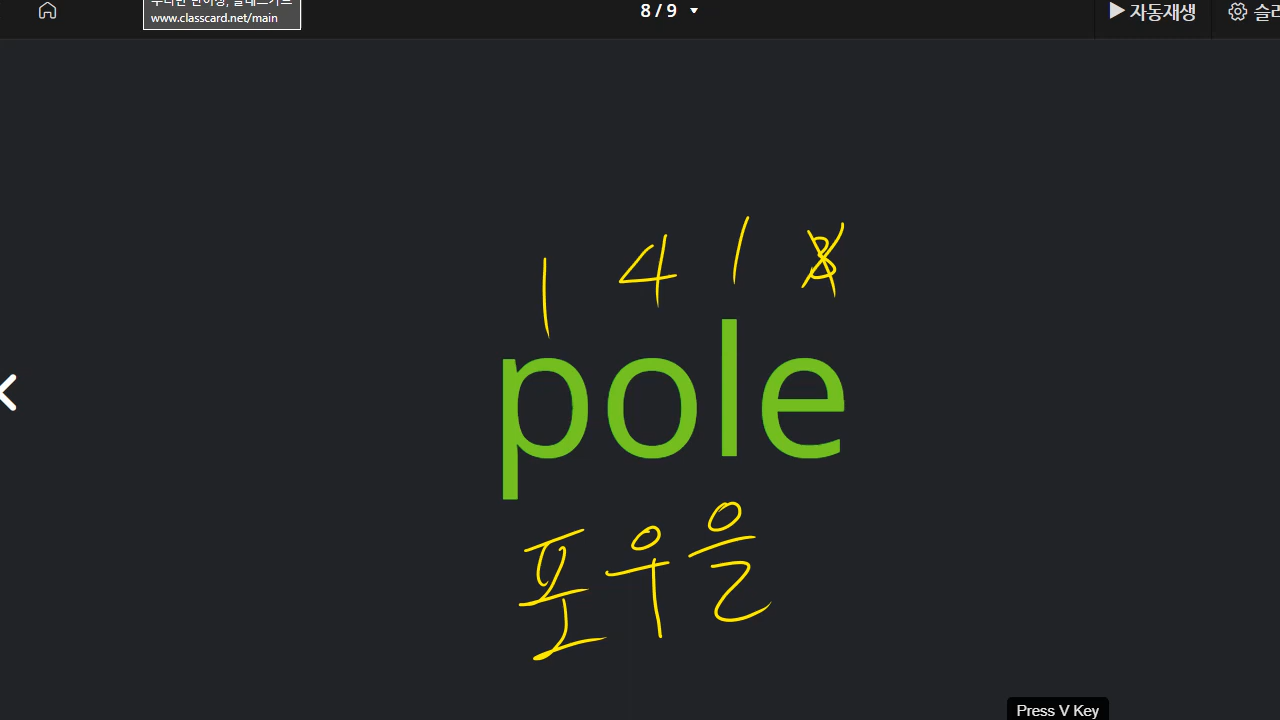 www.classcard.net/main
8 / 9
자동재생
1 4 1 8
pole
포우을
Press V Key